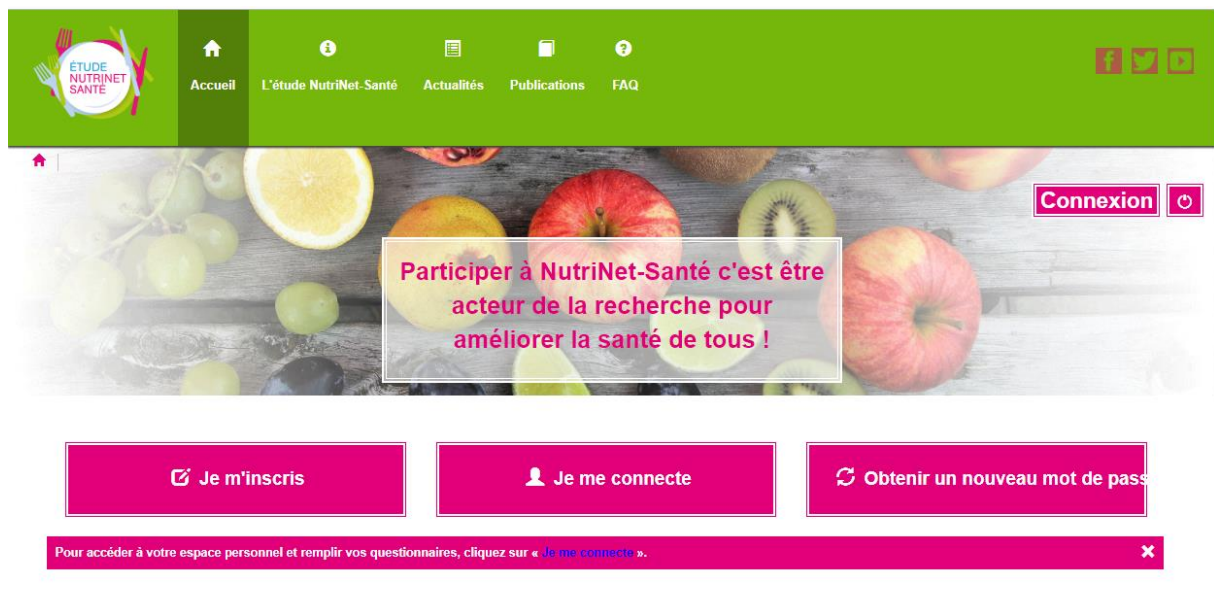 ÉTUDE
NUTRINET
SANTÉ
Accueil
L'étude NutriNet-Santé
Actualités
Publications
FAQ
Connexion
Participer à NutriNet-Santé c'est être
acteur de la recherche pour
améliorer la santé de tous !
Je m'inscris
Je me connecte
Obtenir un nouveau mot de pass
Pour accéder à votre espace personnel et remplir vos questionnaires, cliquez sur « Je me connecte ».